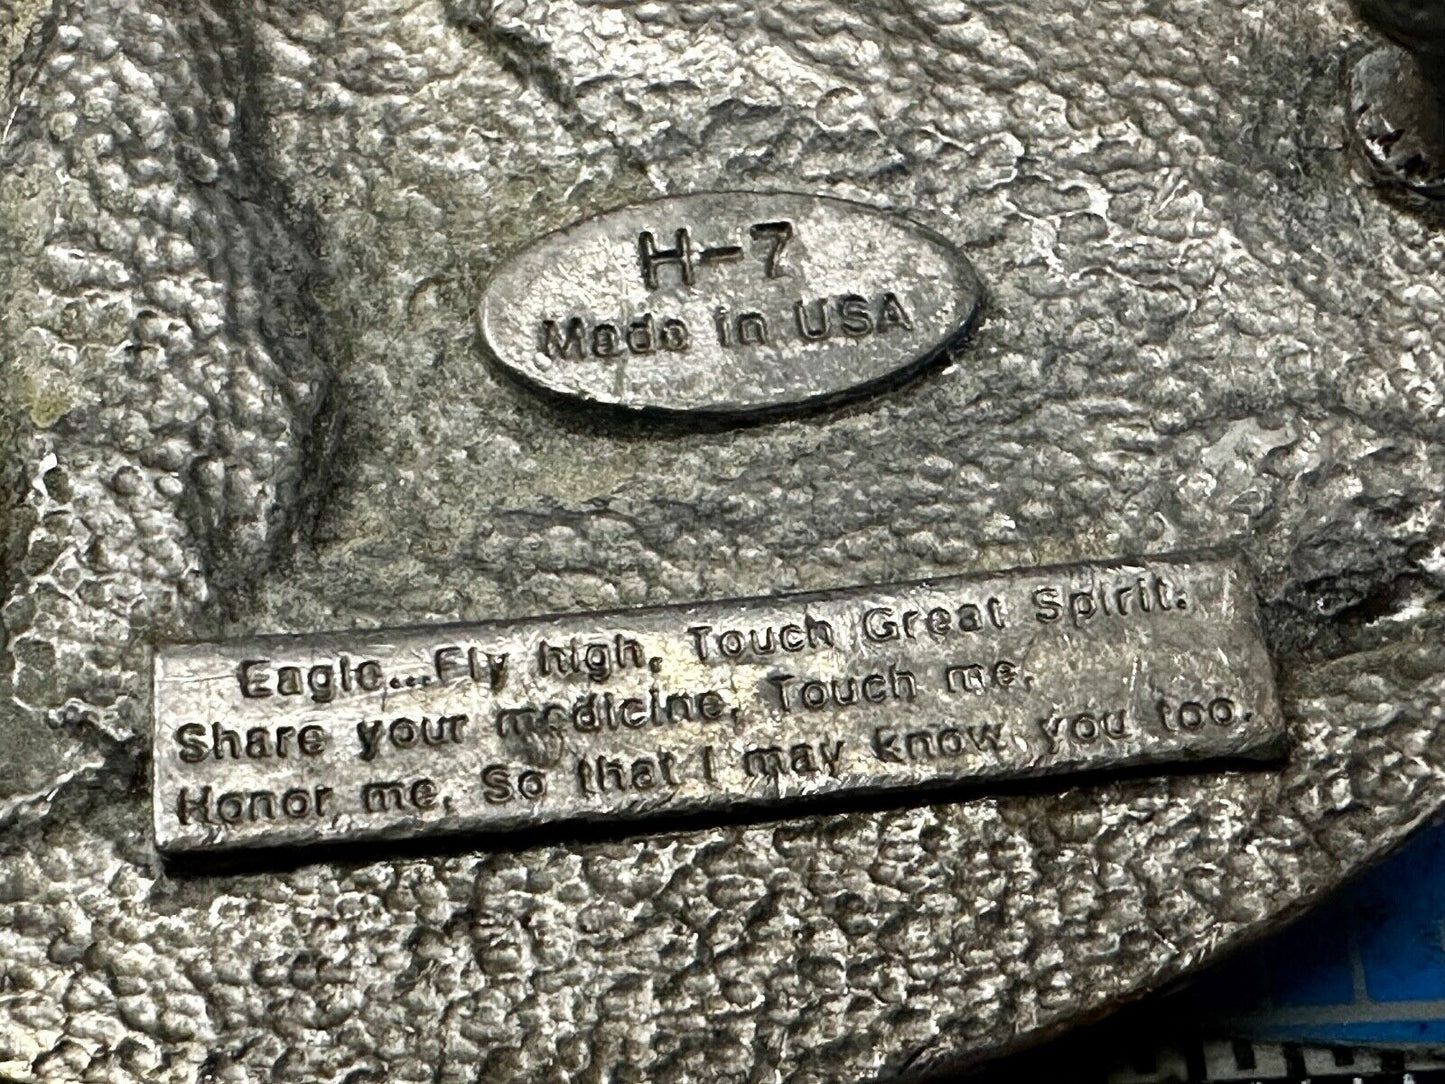 H-7
Made in USA
Eagle...Fly high, Touch Great Spirit.
Share your medicine, Touch me,
Honor me, So that I may know you too.